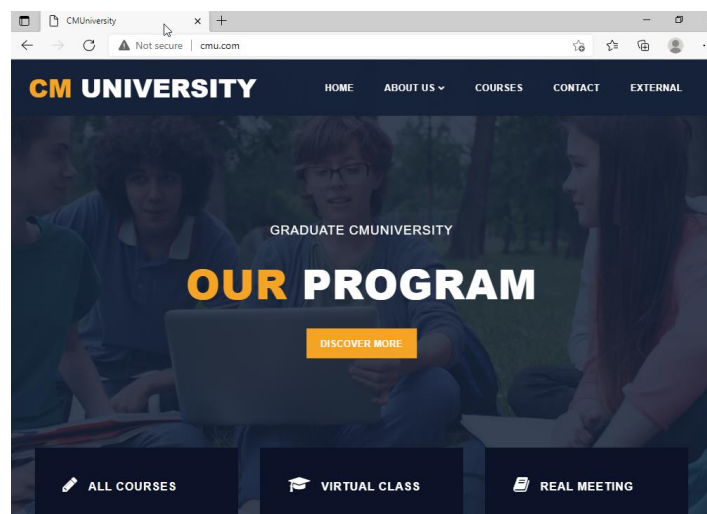 CMUniversity
Not secure | cmu.com
CM UNIVERSITY
HOME ABOUT US COURSES CONTACT EXTERNAL
GRADUATE CMUNIVERSITY
OUR PROGRAM
DISCOVER MORE
ALL COURSES VIRTUAL CLASS REAL MEETING